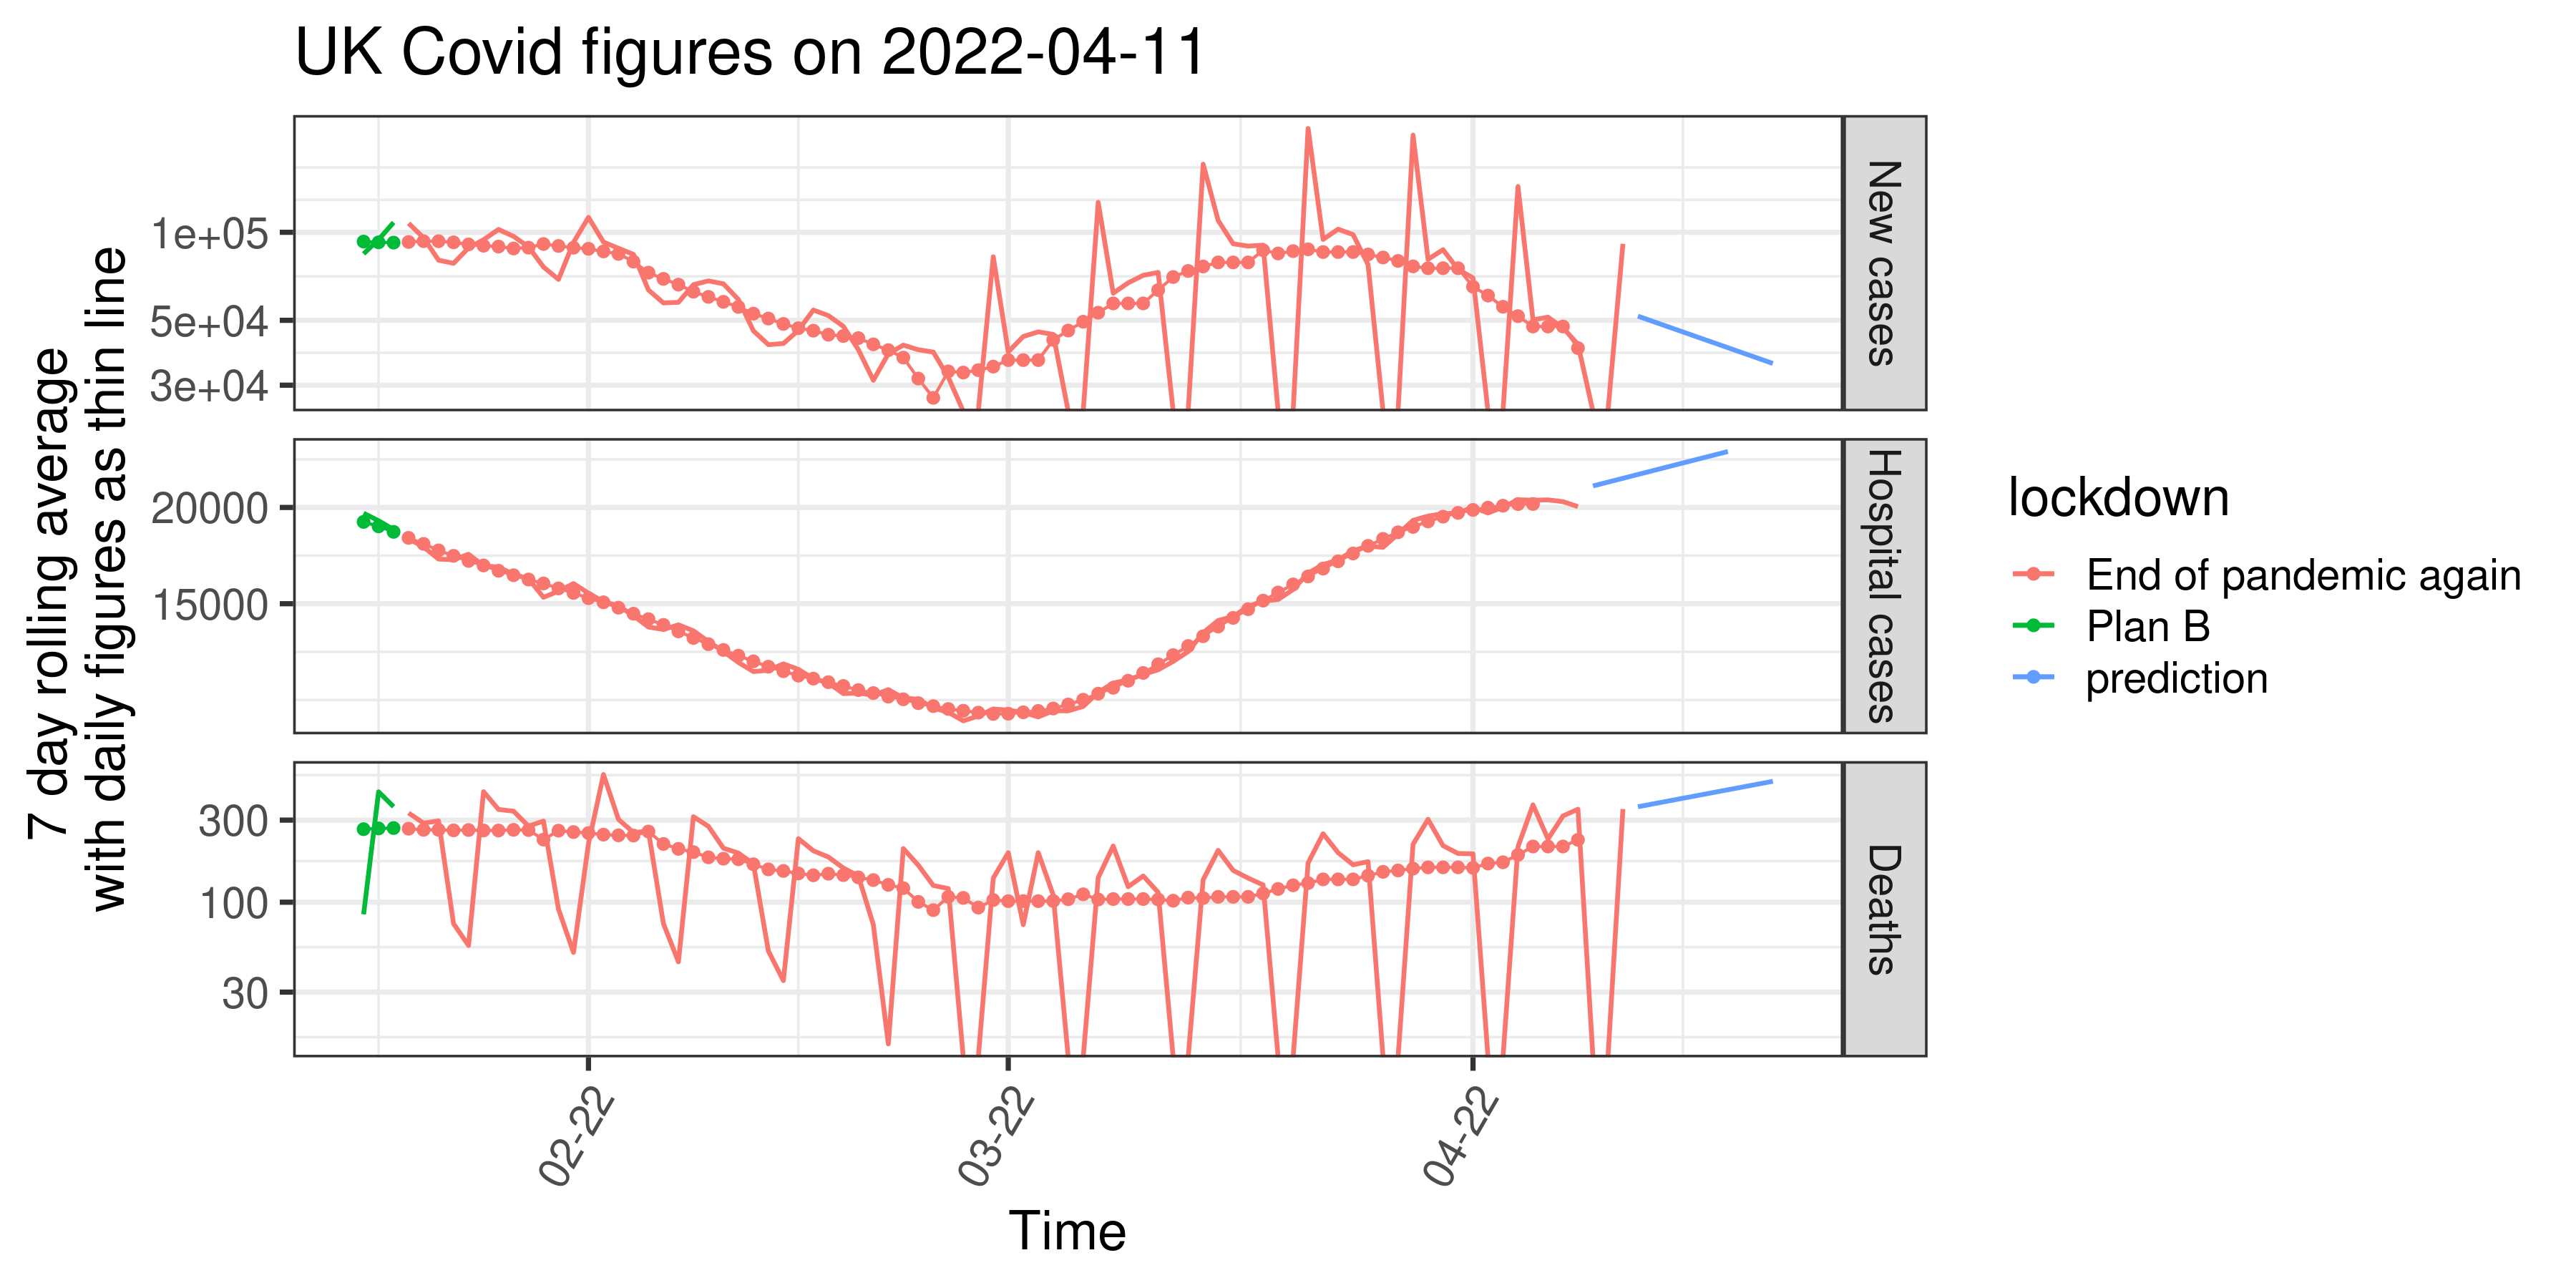 UK Covid figures on 2022-04-11
7 day rolling average
with daily figures as thin line
1e+05
5e+04
3e+04
New cases
20000
15000
Hospital cases
300
100
30
Deaths
02-22
03-22
04-22
Time
lockdown
End of pandemic again
Plan B
prediction